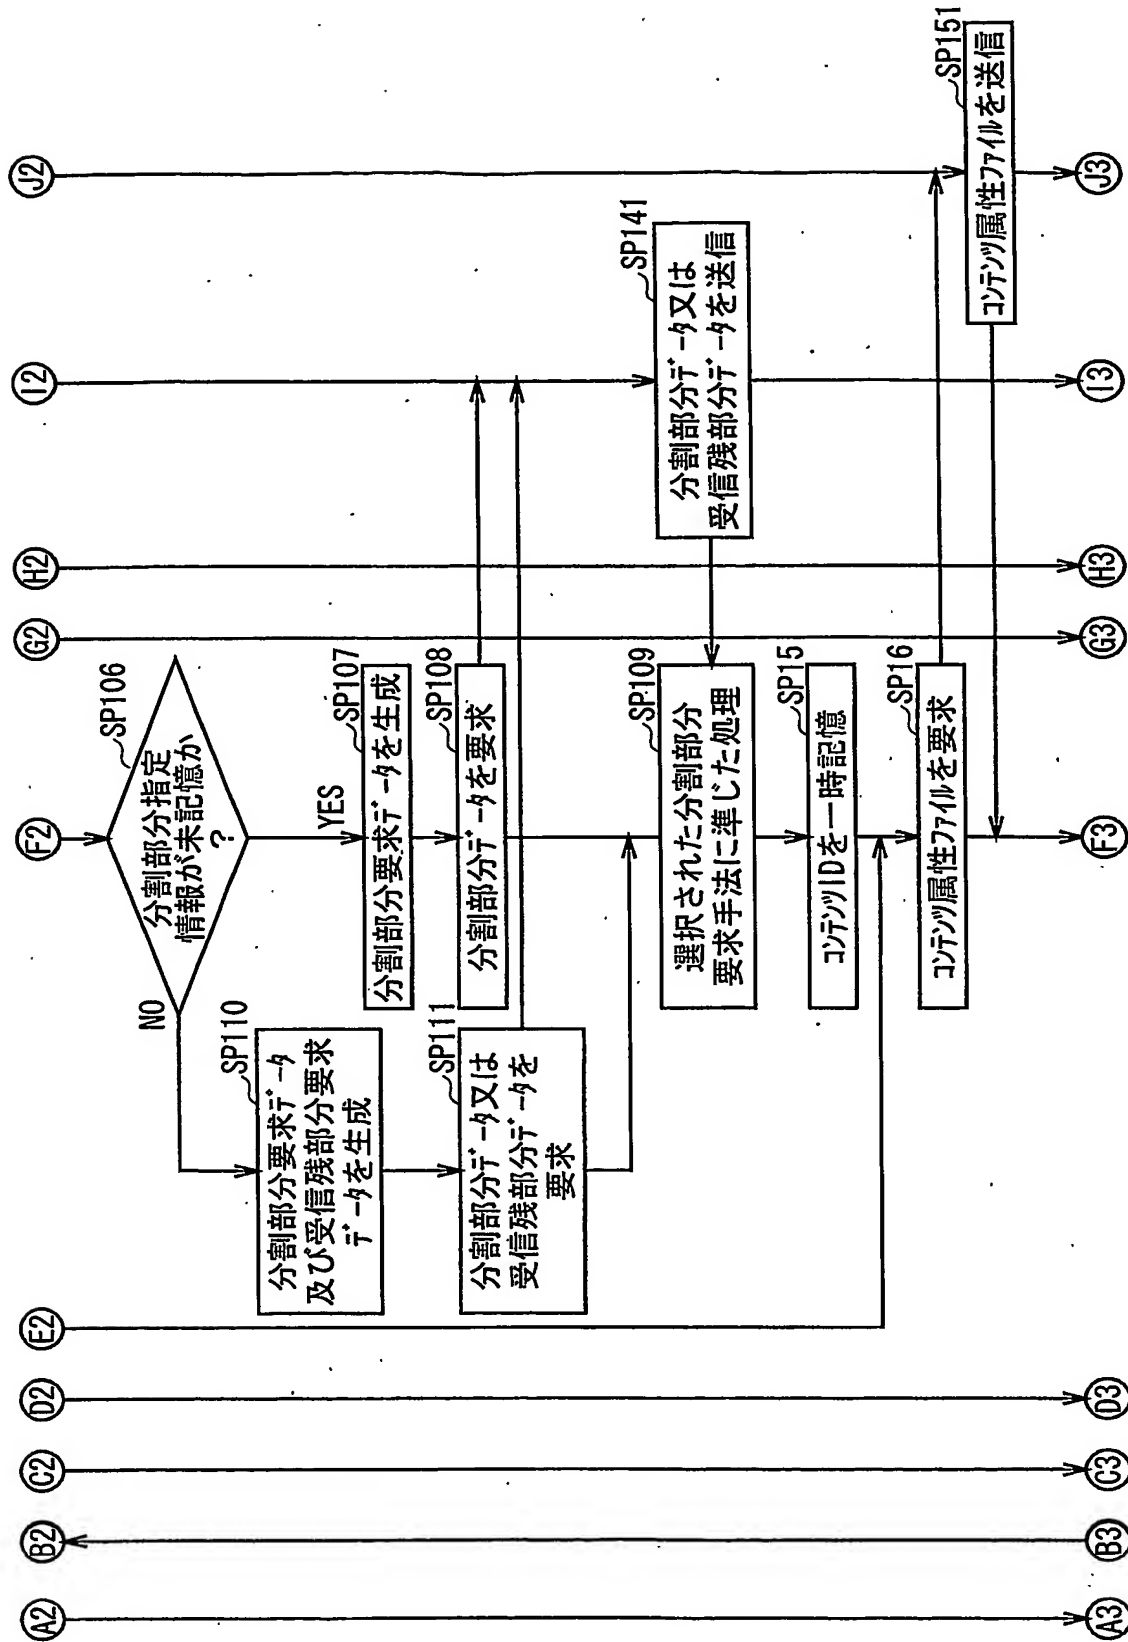 A2
B2
C2
D2
E2
F2
G2
H2
I2
J2
SP106
分割部分指定
情報が未記憶か
?
NO
YES
SP110
分割部分要求データ
及び受信残部分要求
データを生成
SP107
分割部分要求データを生成
SP111
分割部分データ又は
受信残部分データを
要求
SP108
分割部分データを要求
SP141
分割部分データ又は
受信残部分データを送信
SP109
選択された分割部分
要求手法に準じた処理
SP15
コンテンツIDを一時記憶
SP16
コンテンツ属性ファイルを要求
SP151
コンテンツ属性ファイルを送信
A3
B3
C3
D3
F3
G3
H3
I3
J3